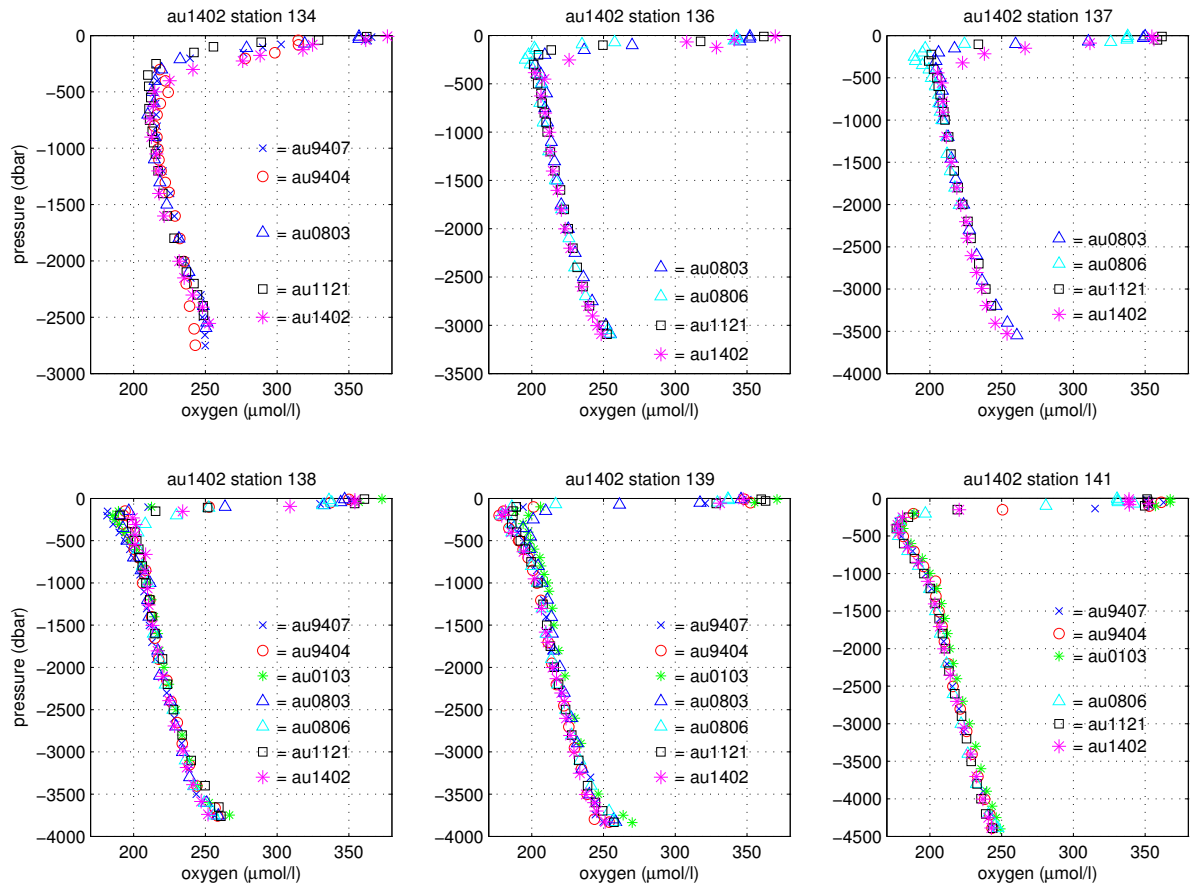 au1402 station 134
0
−500
−1000
−1500
−2000
−2500
−3000
pressure (dbar)
200
250
300
350
oxygen (µmol/l)
= au9407
= au9404
= au0803
= au1121
= au1402
au1402 station 136
0
−500
−1000
−1500
−2000
−2500
−3000
−3500
200
250
300
350
oxygen (µmol/l)
= au0803
= au0806
= au1121
= au1402
au1402 station 137
0
−500
−1000
−1500
−2000
−2500
−3000
−3500
−4000
200
250
300
350
oxygen (µmol/l)
= au0803
= au0806
= au1121
= au1402
au1402 station 138
0
−500
−1000
−1500
−2000
−2500
−3000
−3500
−4000
pressure (dbar)
200
250
300
350
oxygen (µmol/l)
= au9407
= au9404
= au0103
= au0803
= au0806
= au1121
= au1402
au1402 station 139
0
−500
−1000
−1500
−2000
−2500
−3000
−3500
−4000
200
250
300
350
oxygen (µmol/l)
= au9407
= au9404
= au0103
= au0803
= au0806
= au1121
= au1402
au1402 station 141
0
−500
−1000
−1500
−2000
−2500
−3000
−3500
−4000
−4500
200
250
300
350
oxygen (µmol/l)
= au9407
= au9404
= au0103
= au0806
= au1121
= au1402